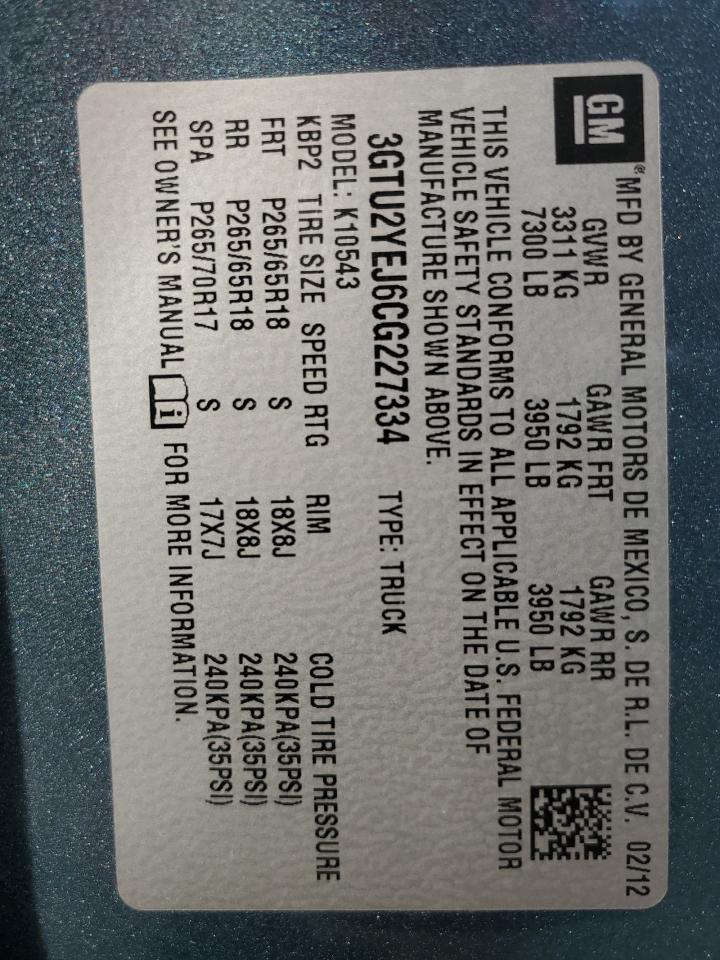 GM
® MFD BY GENERAL MOTORS DE MEXICO, S. DE R.L. DE C.V. 02/12
GVWR GAWR FRT GAWR RR
3311 KG 1792 KG 1792 KG
7300 LB 3950 LB 3950 LB
THIS VEHICLE CONFORMS TO ALL APPLICABLE U.S. FEDERAL MOTOR
VEHICLE SAFETY STANDARDS IN EFFECT ON THE DATE OF
MANUFACTURE SHOWN ABOVE.
3GTU2YEJ6CG227334 TYPE: TRUCK
MODEL: K10543
KBP2 TIRE SIZE SPEED RTG RIM COLD TIRE PRESSURE
FRT P265/65R18 S 18X8J 240KPA(35PSI)
RR P265/65R18 S 18X8J 240KPA(35PSI)
SPA P265/70R17 S 17X7J 240KPA(35PSI)
SEE OWNER'S MANUAL i FOR MORE INFORMATION.